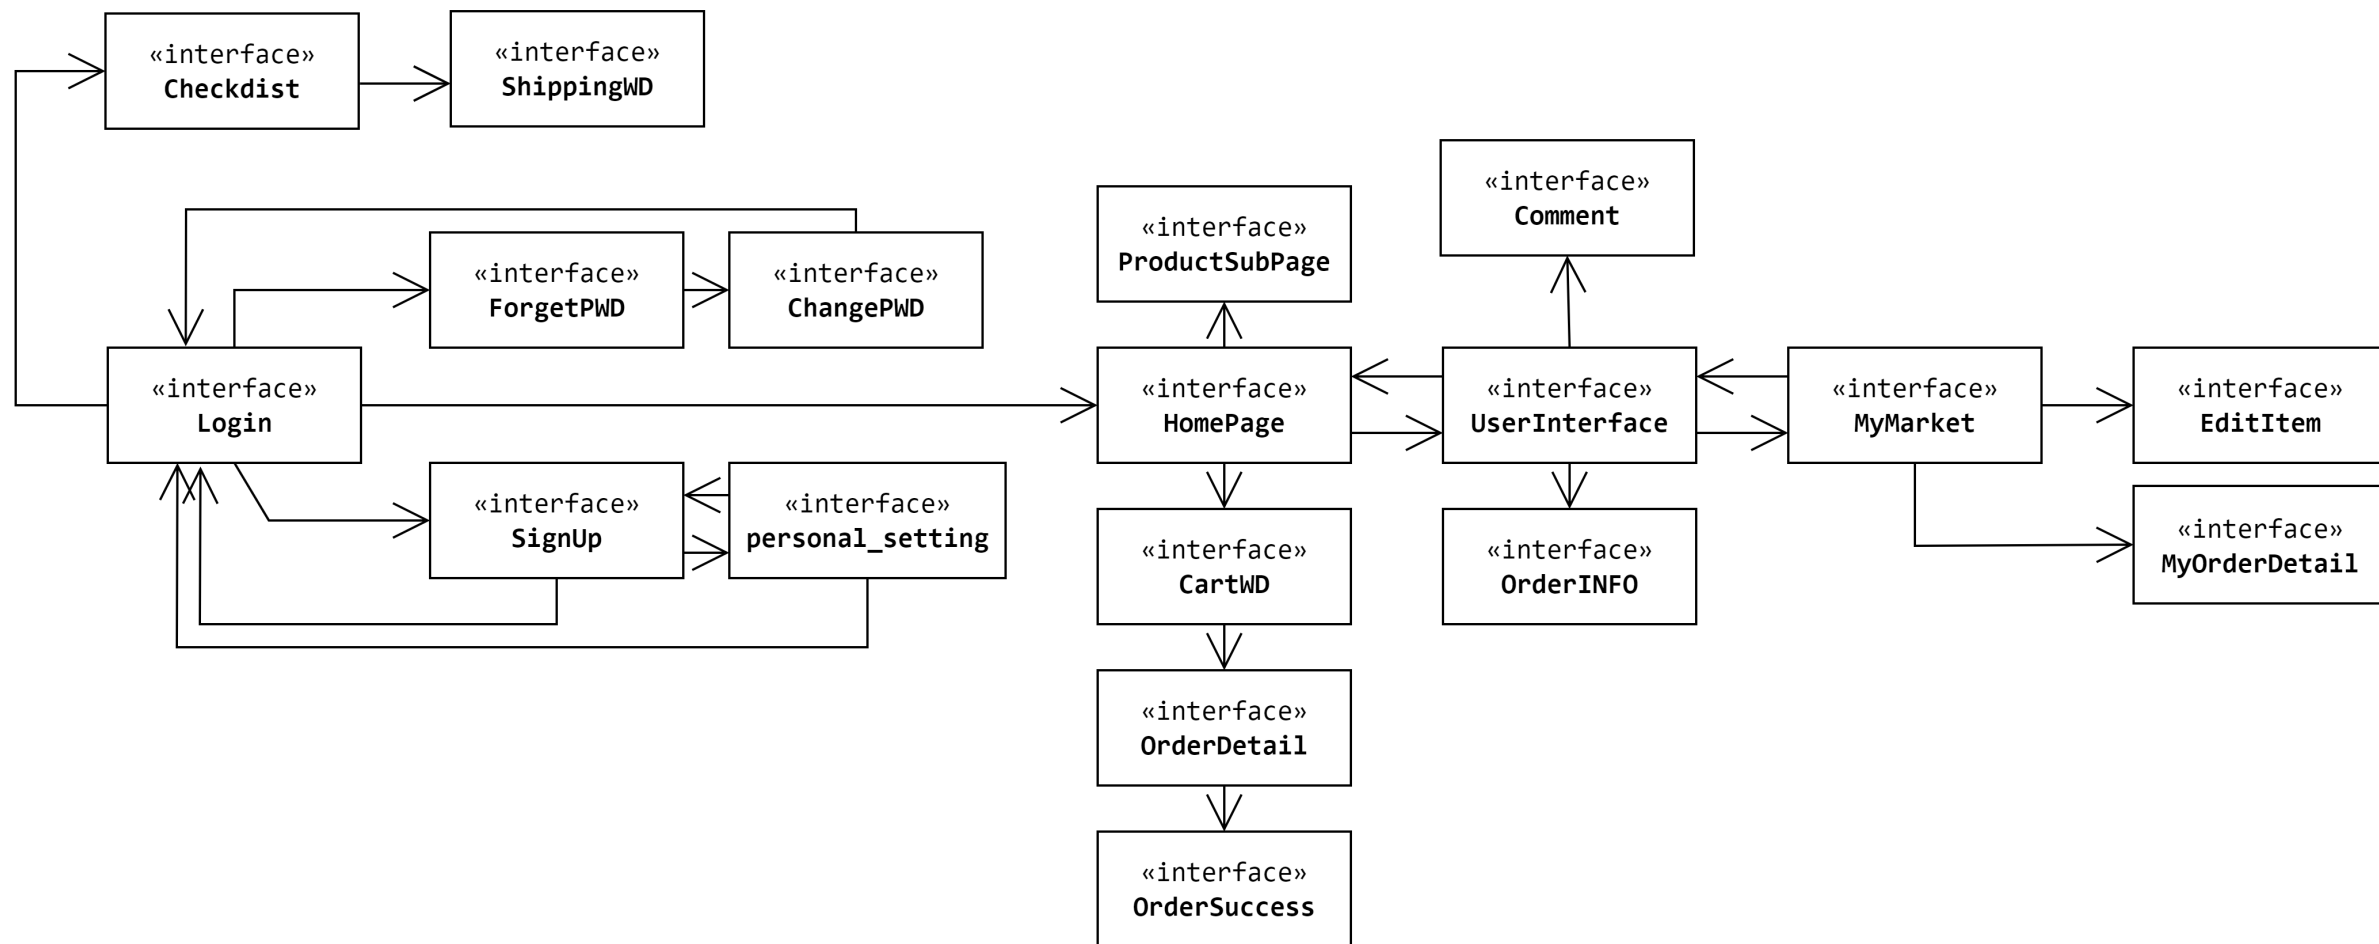 «interface»
Checkdist
«interface»
ShippingWD
«interface»
Comment
«interface»
ProductSubPage
«interface»
ForgetPWD
«interface»
ChangePWD
«interface»
Login
«interface»
HomePage
«interface»
UserInterface
«interface»
MyMarket
«interface»
EditItem
«interface»
SignUp
«interface»
personal_setting
«interface»
CartWD
«interface»
OrderINFO
«interface»
MyOrderDetail
«interface»
OrderDetail
«interface»
OrderSuccess